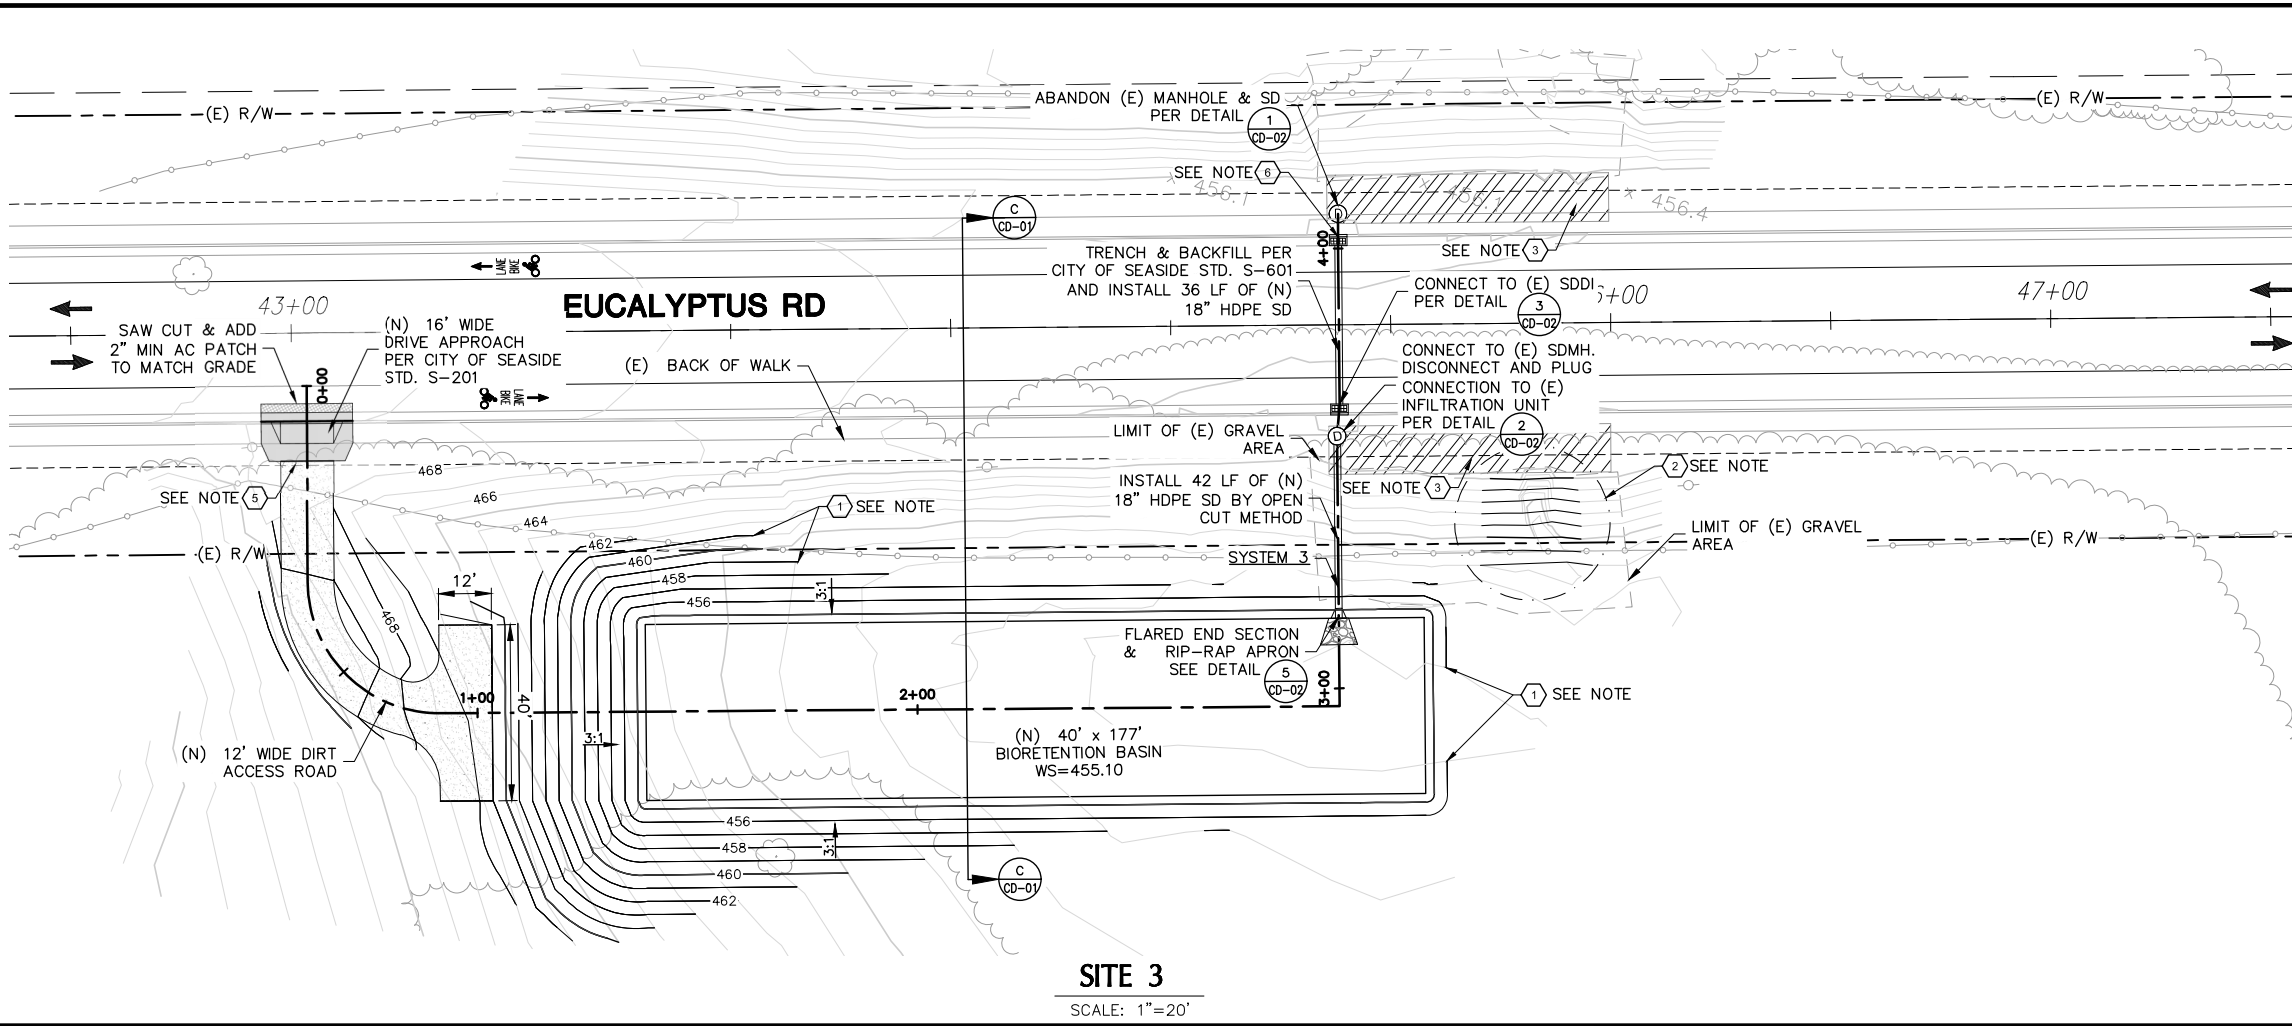 ABANDON (E) MANHOLE & SD
PER DETAIL
1
CD-02
(E) R/W
(E) R/W
SEE NOTE 6
456.1
456.4
C
CD-01
4+00
SEE NOTE 3
TRENCH & BACKFILL PER
CITY OF SEASIDE STD. S-601
AND INSTALL 36 LF OF (N)
18" HDPE SD
CONNECT TO (E) SDDI
PER DETAIL
3
CD-02
LANE
BIKE
43+00
EUCALYPTUS RD
6+00
47+00
SAW CUT & ADD
2" MIN AC PATCH
TO MATCH GRADE
(N) 16' WIDE
DRIVE APPROACH
PER CITY OF SEASIDE
STD. S-201
0+00
(E) BACK OF WALK
LANE
BIKE
CONNECT TO (E) SDMH.
DISCONNECT AND PLUG
CONNECTION TO (E)
INFILTRATION UNIT
PER DETAIL
2
CD-02
D
D
LIMIT OF (E) GRAVEL
AREA
468
466
464
SEE NOTE 5
1 SEE NOTE
INSTALL 42 LF OF (N)
18" HDPE SD BY OPEN
CUT METHOD
SEE NOTE 3
2 SEE NOTE
LIMIT OF (E) GRAVEL
AREA
(E) R/W
(E) R/W
SYSTEM 3
462
460
458
456
3:1
12'
468
40'
FLARED END SECTION
& RIP-RAP APRON
SEE DETAIL
5
CD-02
3+00
1+00
2+00
1 SEE NOTE
3:1
(N) 40' x 177'
BIORETENTION BASIN
WS=455.10
(N) 12' WIDE DIRT
ACCESS ROAD
456
458
460
462
3:1
C
CD-01
SITE 3
SCALE: 1"=20'